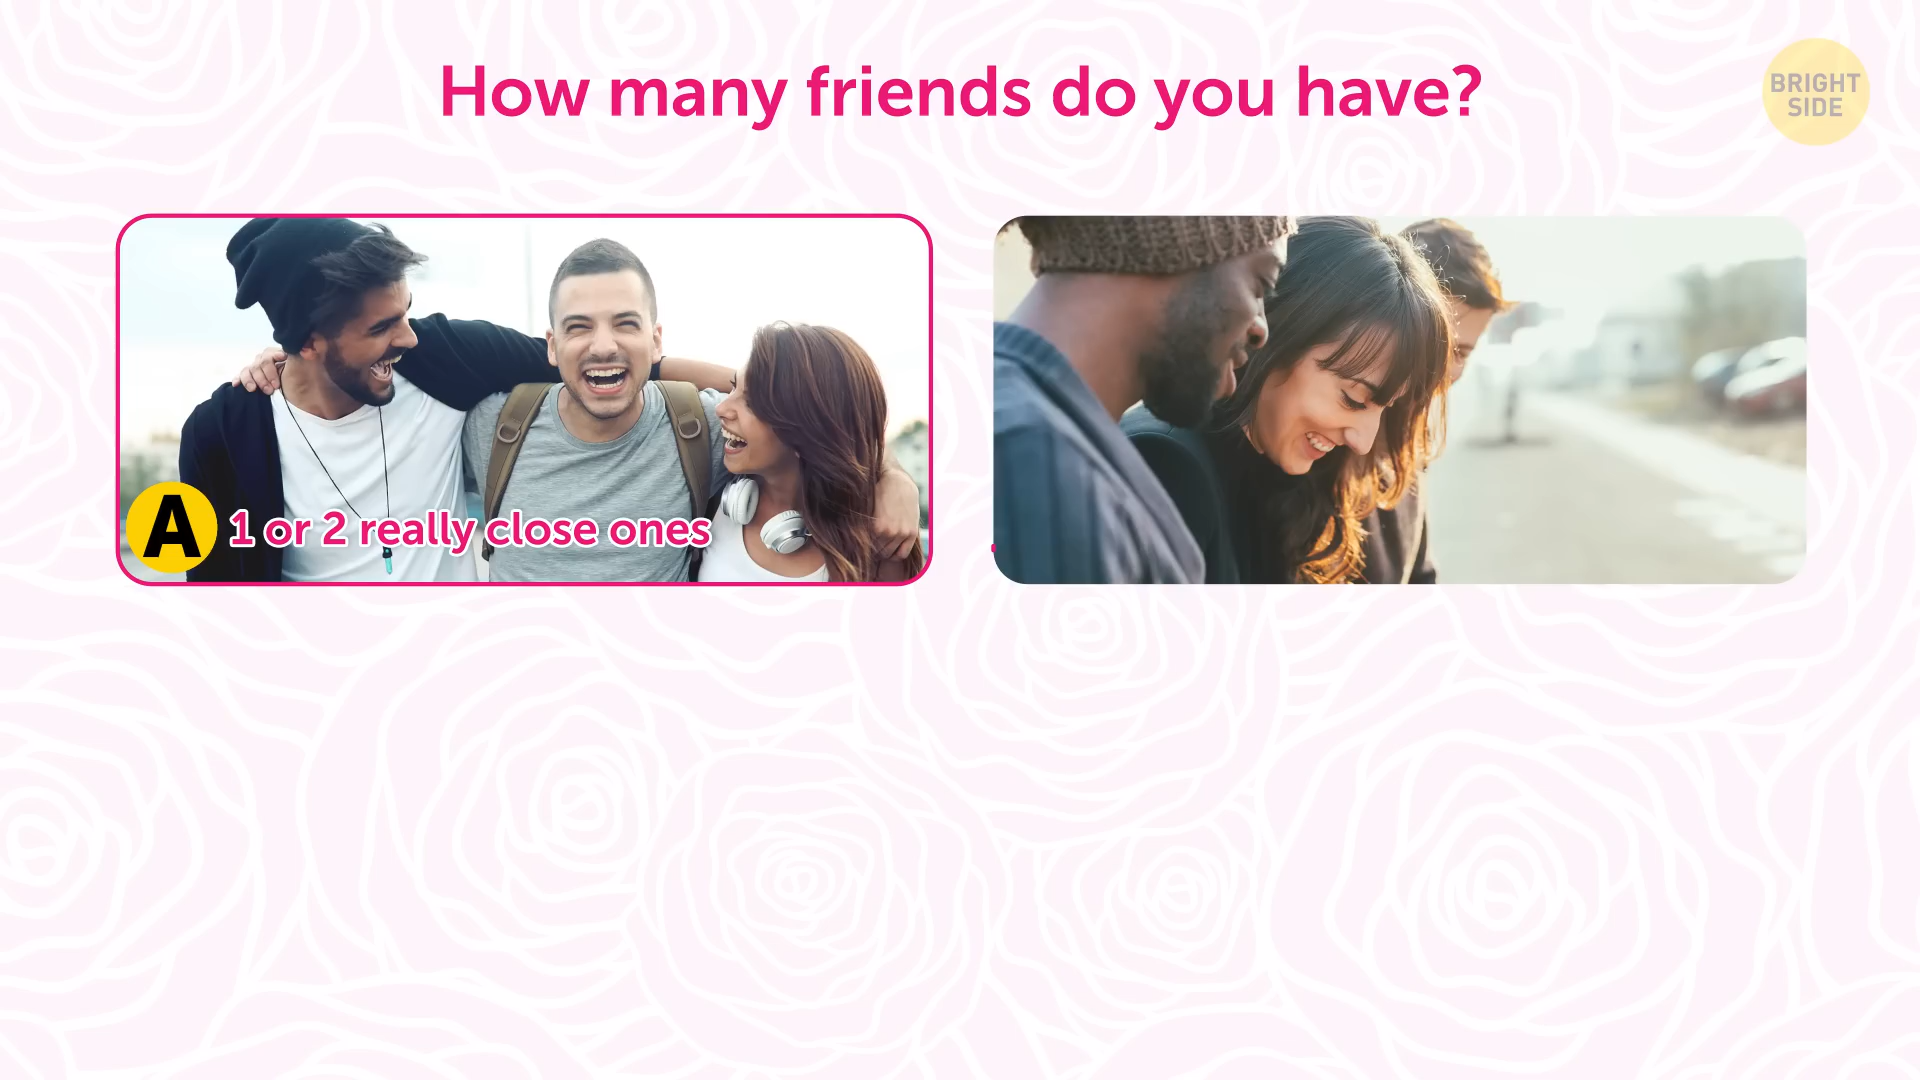 How many friends do you have?
BRIGHT
SIDE
A
1 or 2 really close ones